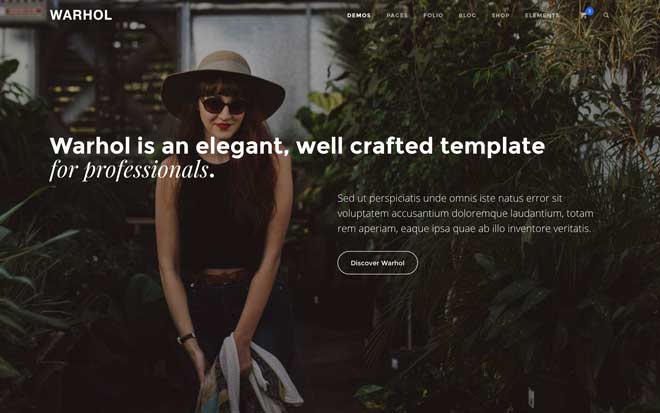 WARHOL
DEMOS PAGES FOLIO BLOG SHOP ELEMENTS
Warhol is an elegant, well crafted template
for professionals.
Sed ut perspiciatis unde omnis iste natus error sit
voluptatem accusantium doloremque laudantium, totam
rem aperiam, eaque ipsa quae ab illo inventore veritatis.
Discover Warhol